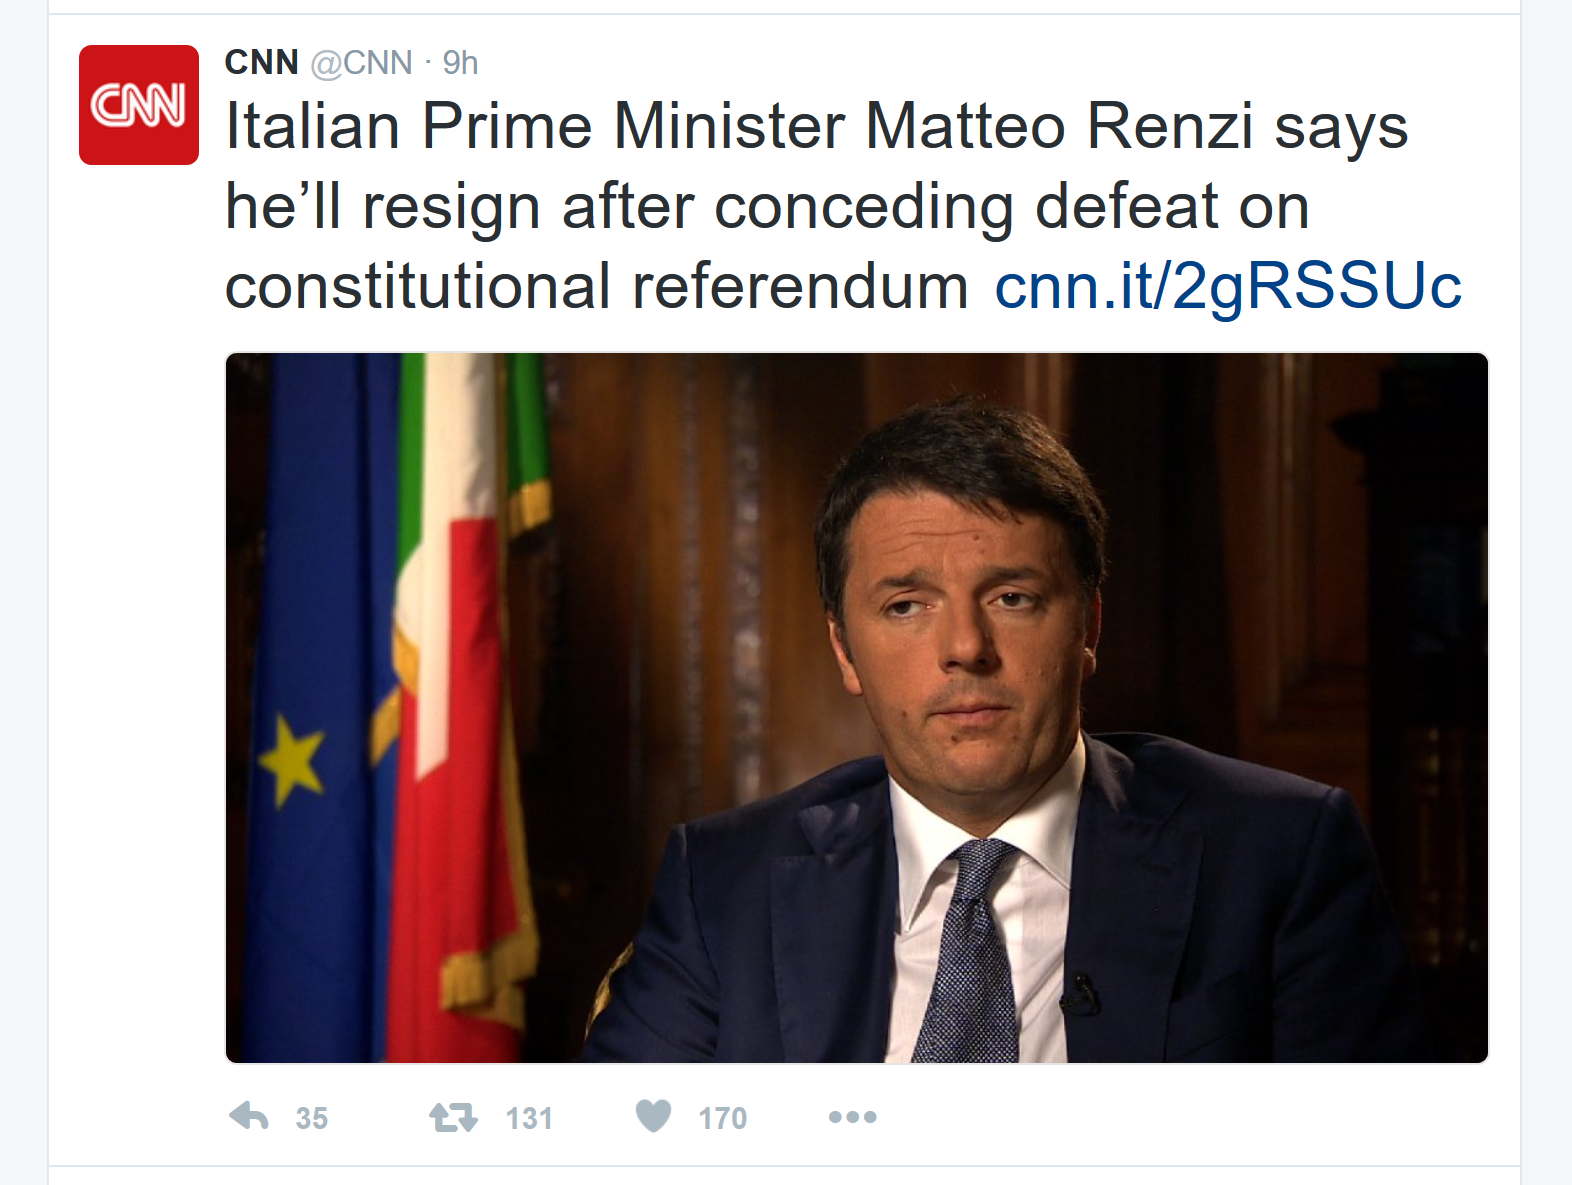 CNN
CNN @CNN · 9h
Italian Prime Minister Matteo Renzi says
he’ll resign after conceding defeat on
constitutional referendum cnn.it/2gRSSUc
35 131 170